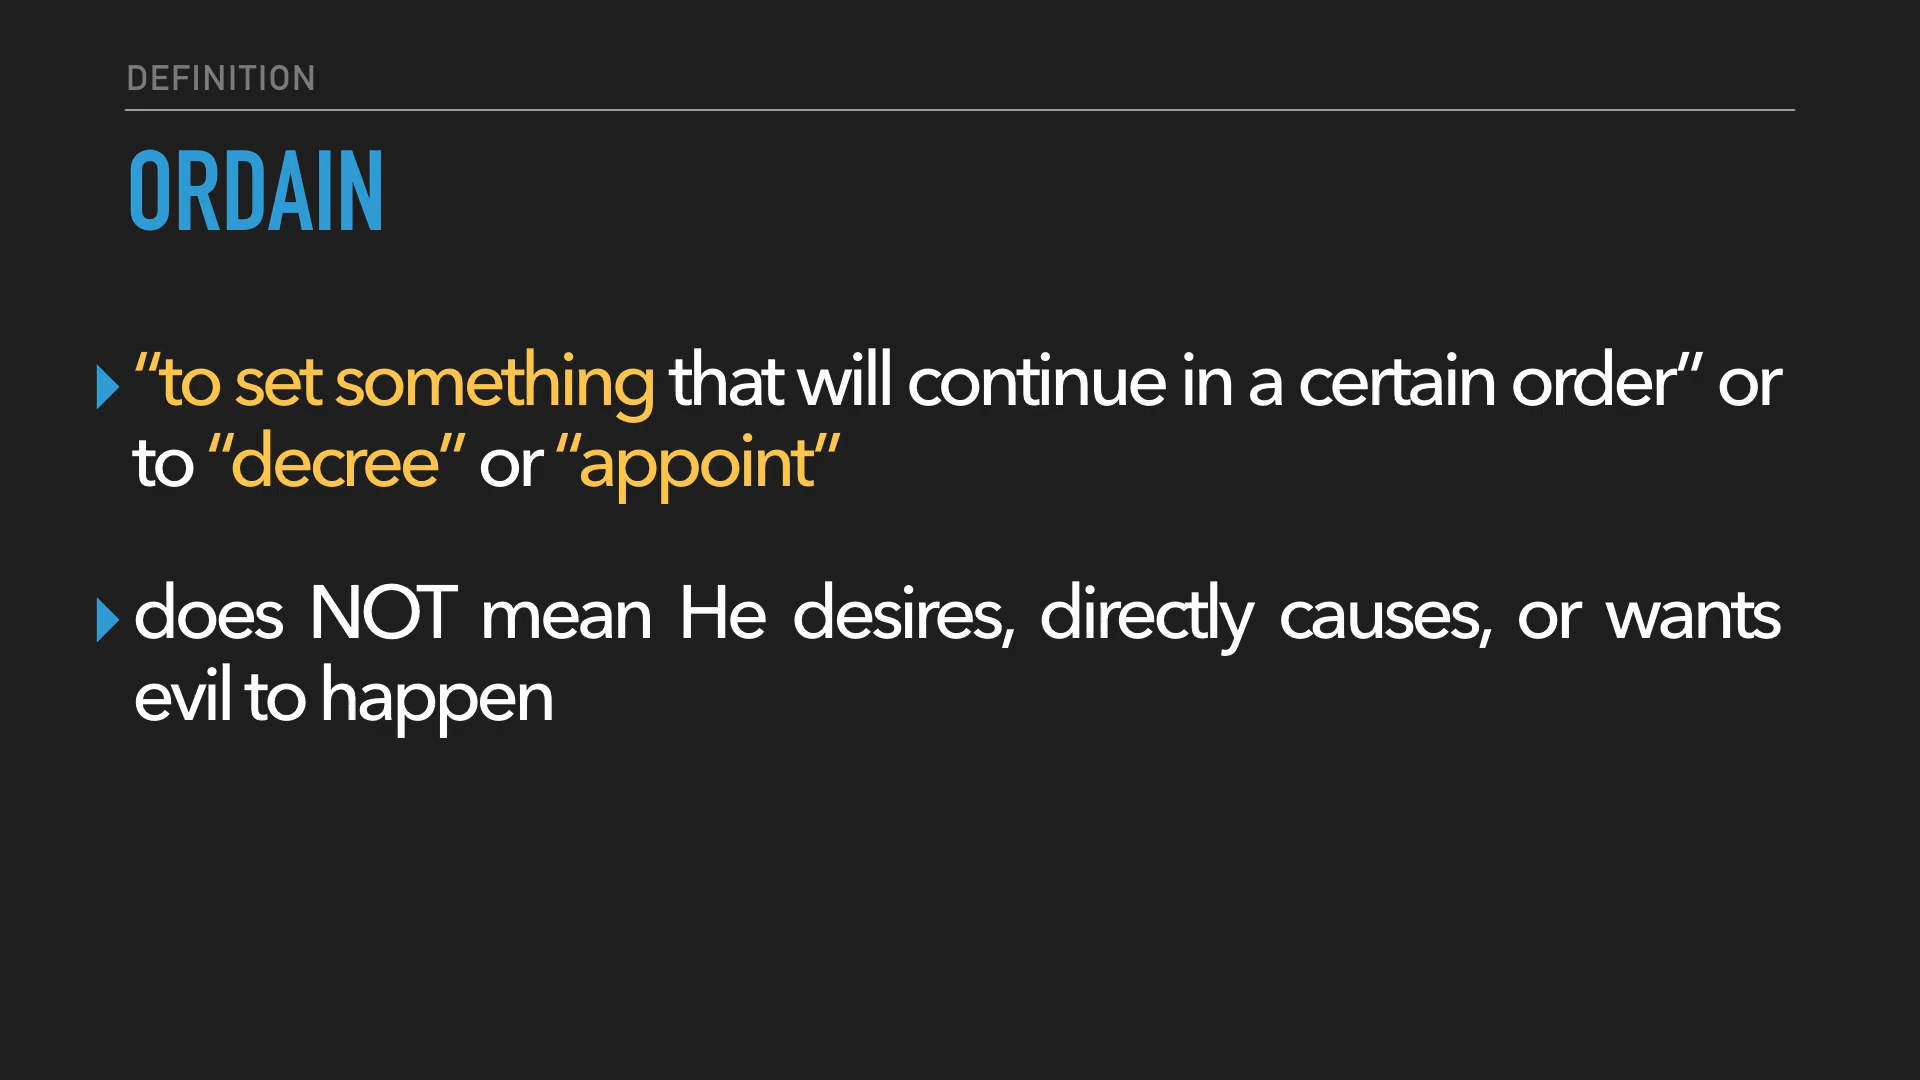 DEFINITION
ORDAIN
“to set something that will continue in a certain order” or
to “decree” or “appoint”
does NOT mean He desires, directly causes, or wants
evil to happen